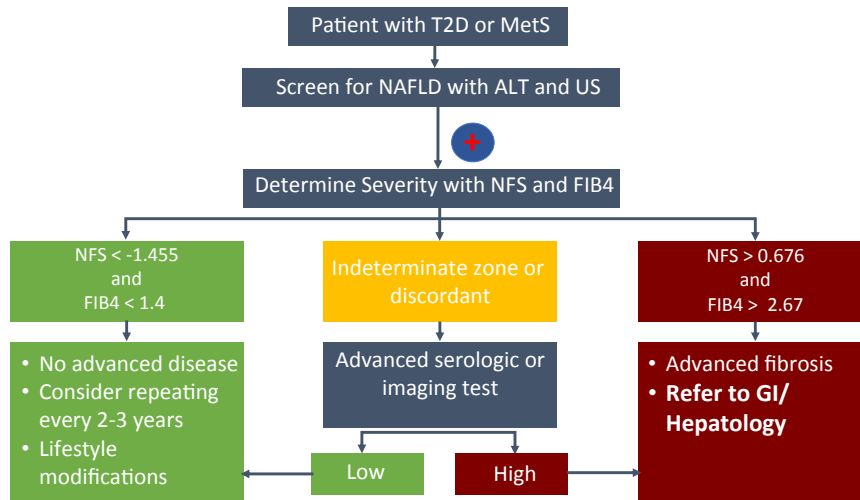 Patient with T2D or MetS
Screen for NAFLD with ALT and US
+
Determine Severity with NFS and FIB4
NFS < -1.455
and
FIB4 < 1.4
Indeterminate zone or
discordant
NFS > 0.676
and
FIB4 >  2.67
• No advanced disease
• Consider repeating
every 2-3 years
• Lifestyle
modifications
Advanced serologic or
imaging test
• Advanced fibrosis
• Refer to GI/
Hepatology
Low
High